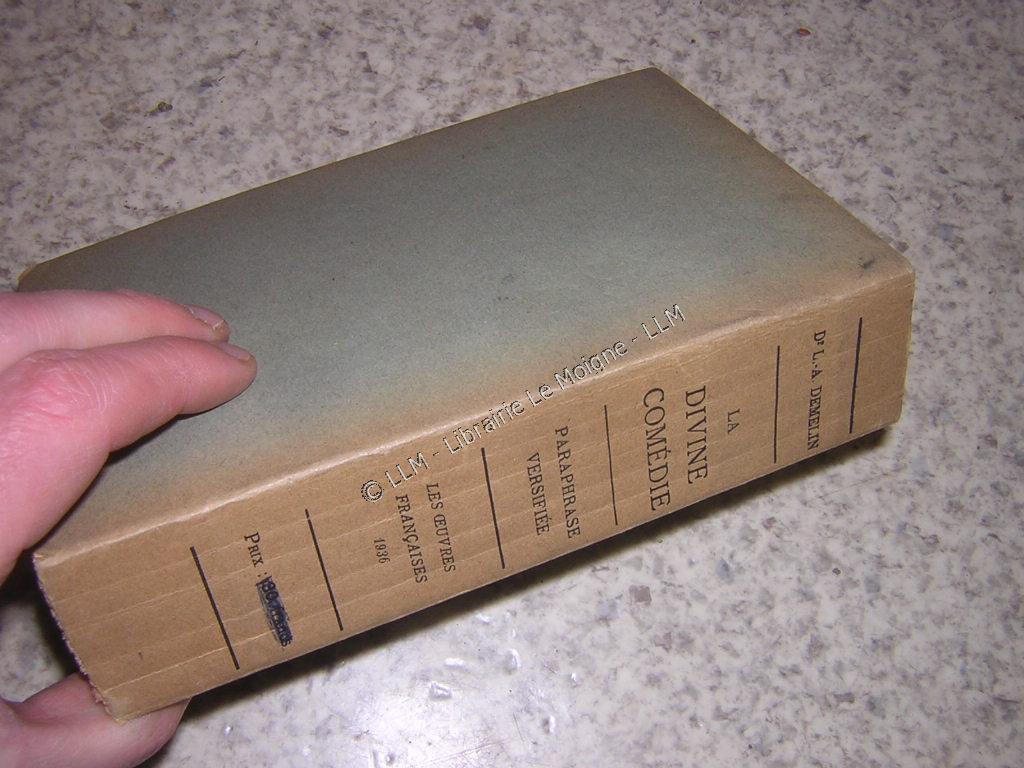 Dr L.-A. DEMELIN
LA
DIVINE
COMÉDIE
PARAPHRASE
VERSIFIÉE
LES ŒUVRES
FRANÇAISES
1936
PRIX :
© LLM - Librairie Le Moigne - LLM